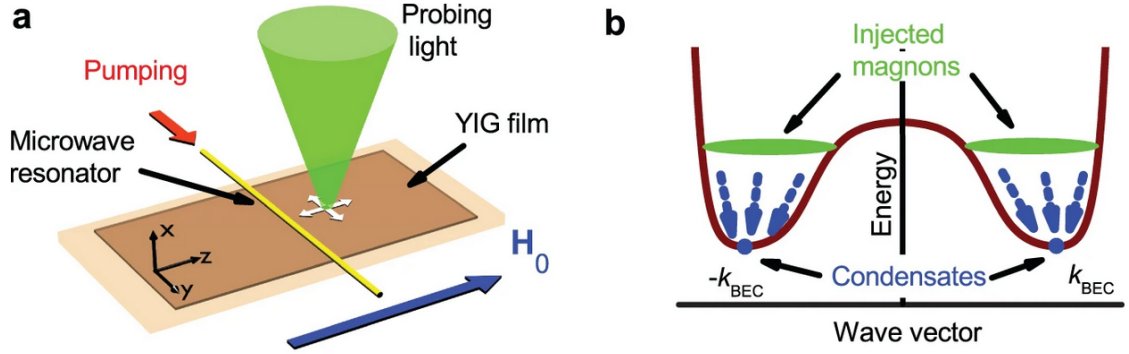 a
Probing
light
Pumping
Microwave
resonator
YIG film
x
z
y
H0
b
Injected
magnons
Energy
-kBEC
Condensates
kBEC
Wave vector